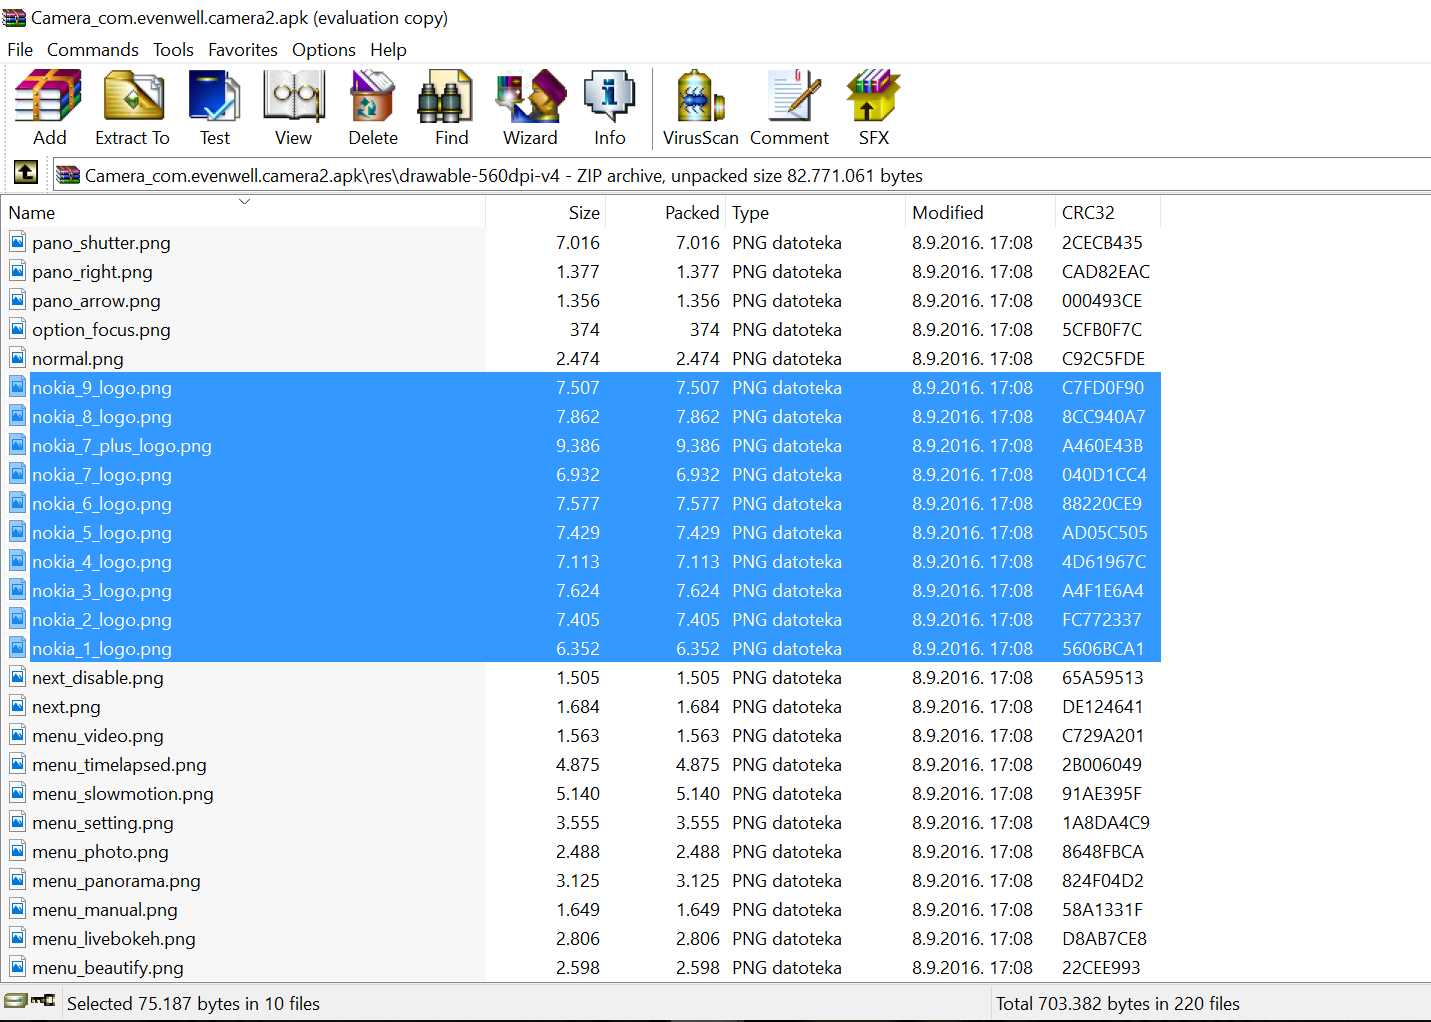 Camera_com.evenwell.camera2.apk (evaluation copy)
File Commands Tools Favorites Options Help
Add Extract To Test View Delete Find Wizard Info VirusScan Comment SFX
Camera_com.evenwell.camera2.apk\res\drawable-560dpi-v4 - ZIP archive, unpacked size 82.771.061 bytes
Name Size Packed Type Modified CRC32
pano_shutter.png 7.016 7.016 PNG datoteka 8.9.2016. 17:08 2CECB435
pano_right.png 1.377 1.377 PNG datoteka 8.9.2016. 17:08 CAD82EAC
pano_arrow.png 1.356 1.356 PNG datoteka 8.9.2016. 17:08 000493CE
option_focus.png 374 374 PNG datoteka 8.9.2016. 17:08 5CFB0F7C
normal.png 2.474 2.474 PNG datoteka 8.9.2016. 17:08 C92C5FDE
nokia_9_logo.png 7.507 7.507 PNG datoteka 8.9.2016. 17:08 C7FD0F90
nokia_8_logo.png 7.862 7.862 PNG datoteka 8.9.2016. 17:08 8CC940A7
nokia_7_plus_logo.png 9.386 9.386 PNG datoteka 8.9.2016. 17:08 A460E43B
nokia_7_logo.png 6.932 6.932 PNG datoteka 8.9.2016. 17:08 040D1CC4
nokia_6_logo.png 7.577 7.577 PNG datoteka 8.9.2016. 17:08 88220CE9
nokia_5_logo.png 7.429 7.429 PNG datoteka 8.9.2016. 17:08 AD05C505
nokia_4_logo.png 7.113 7.113 PNG datoteka 8.9.2016. 17:08 4D61967C
nokia_3_logo.png 7.624 7.624 PNG datoteka 8.9.2016. 17:08 A4F1E6A4
nokia_2_logo.png 7.405 7.405 PNG datoteka 8.9.2016. 17:08 FC772337
nokia_1_logo.png 6.352 6.352 PNG datoteka 8.9.2016. 17:08 5606BCA1
next_disable.png 1.505 1.505 PNG datoteka 8.9.2016. 17:08 65A59513
next.png 1.684 1.684 PNG datoteka 8.9.2016. 17:08 DE124641
menu_video.png 1.563 1.563 PNG datoteka 8.9.2016. 17:08 C729A201
menu_timelapsed.png 4.875 4.875 PNG datoteka 8.9.2016. 17:08 2B006049
menu_slowmotion.png 5.140 5.140 PNG datoteka 8.9.2016. 17:08 91AE395F
menu_setting.png 3.555 3.555 PNG datoteka 8.9.2016. 17:08 1A8DA4C9
menu_photo.png 2.488 2.488 PNG datoteka 8.9.2016. 17:08 8648FBCA
menu_panorama.png 3.125 3.125 PNG datoteka 8.9.2016. 17:08 824F04D2
menu_manual.png 1.649 1.649 PNG datoteka 8.9.2016. 17:08 58A1331F
menu_livebokeh.png 2.806 2.806 PNG datoteka 8.9.2016. 17:08 D8AB7CE8
menu_beautify.png 2.598 2.598 PNG datoteka 8.9.2016. 17:08 22CEE993
Selected 75.187 bytes in 10 files Total 703.382 bytes in 220 files